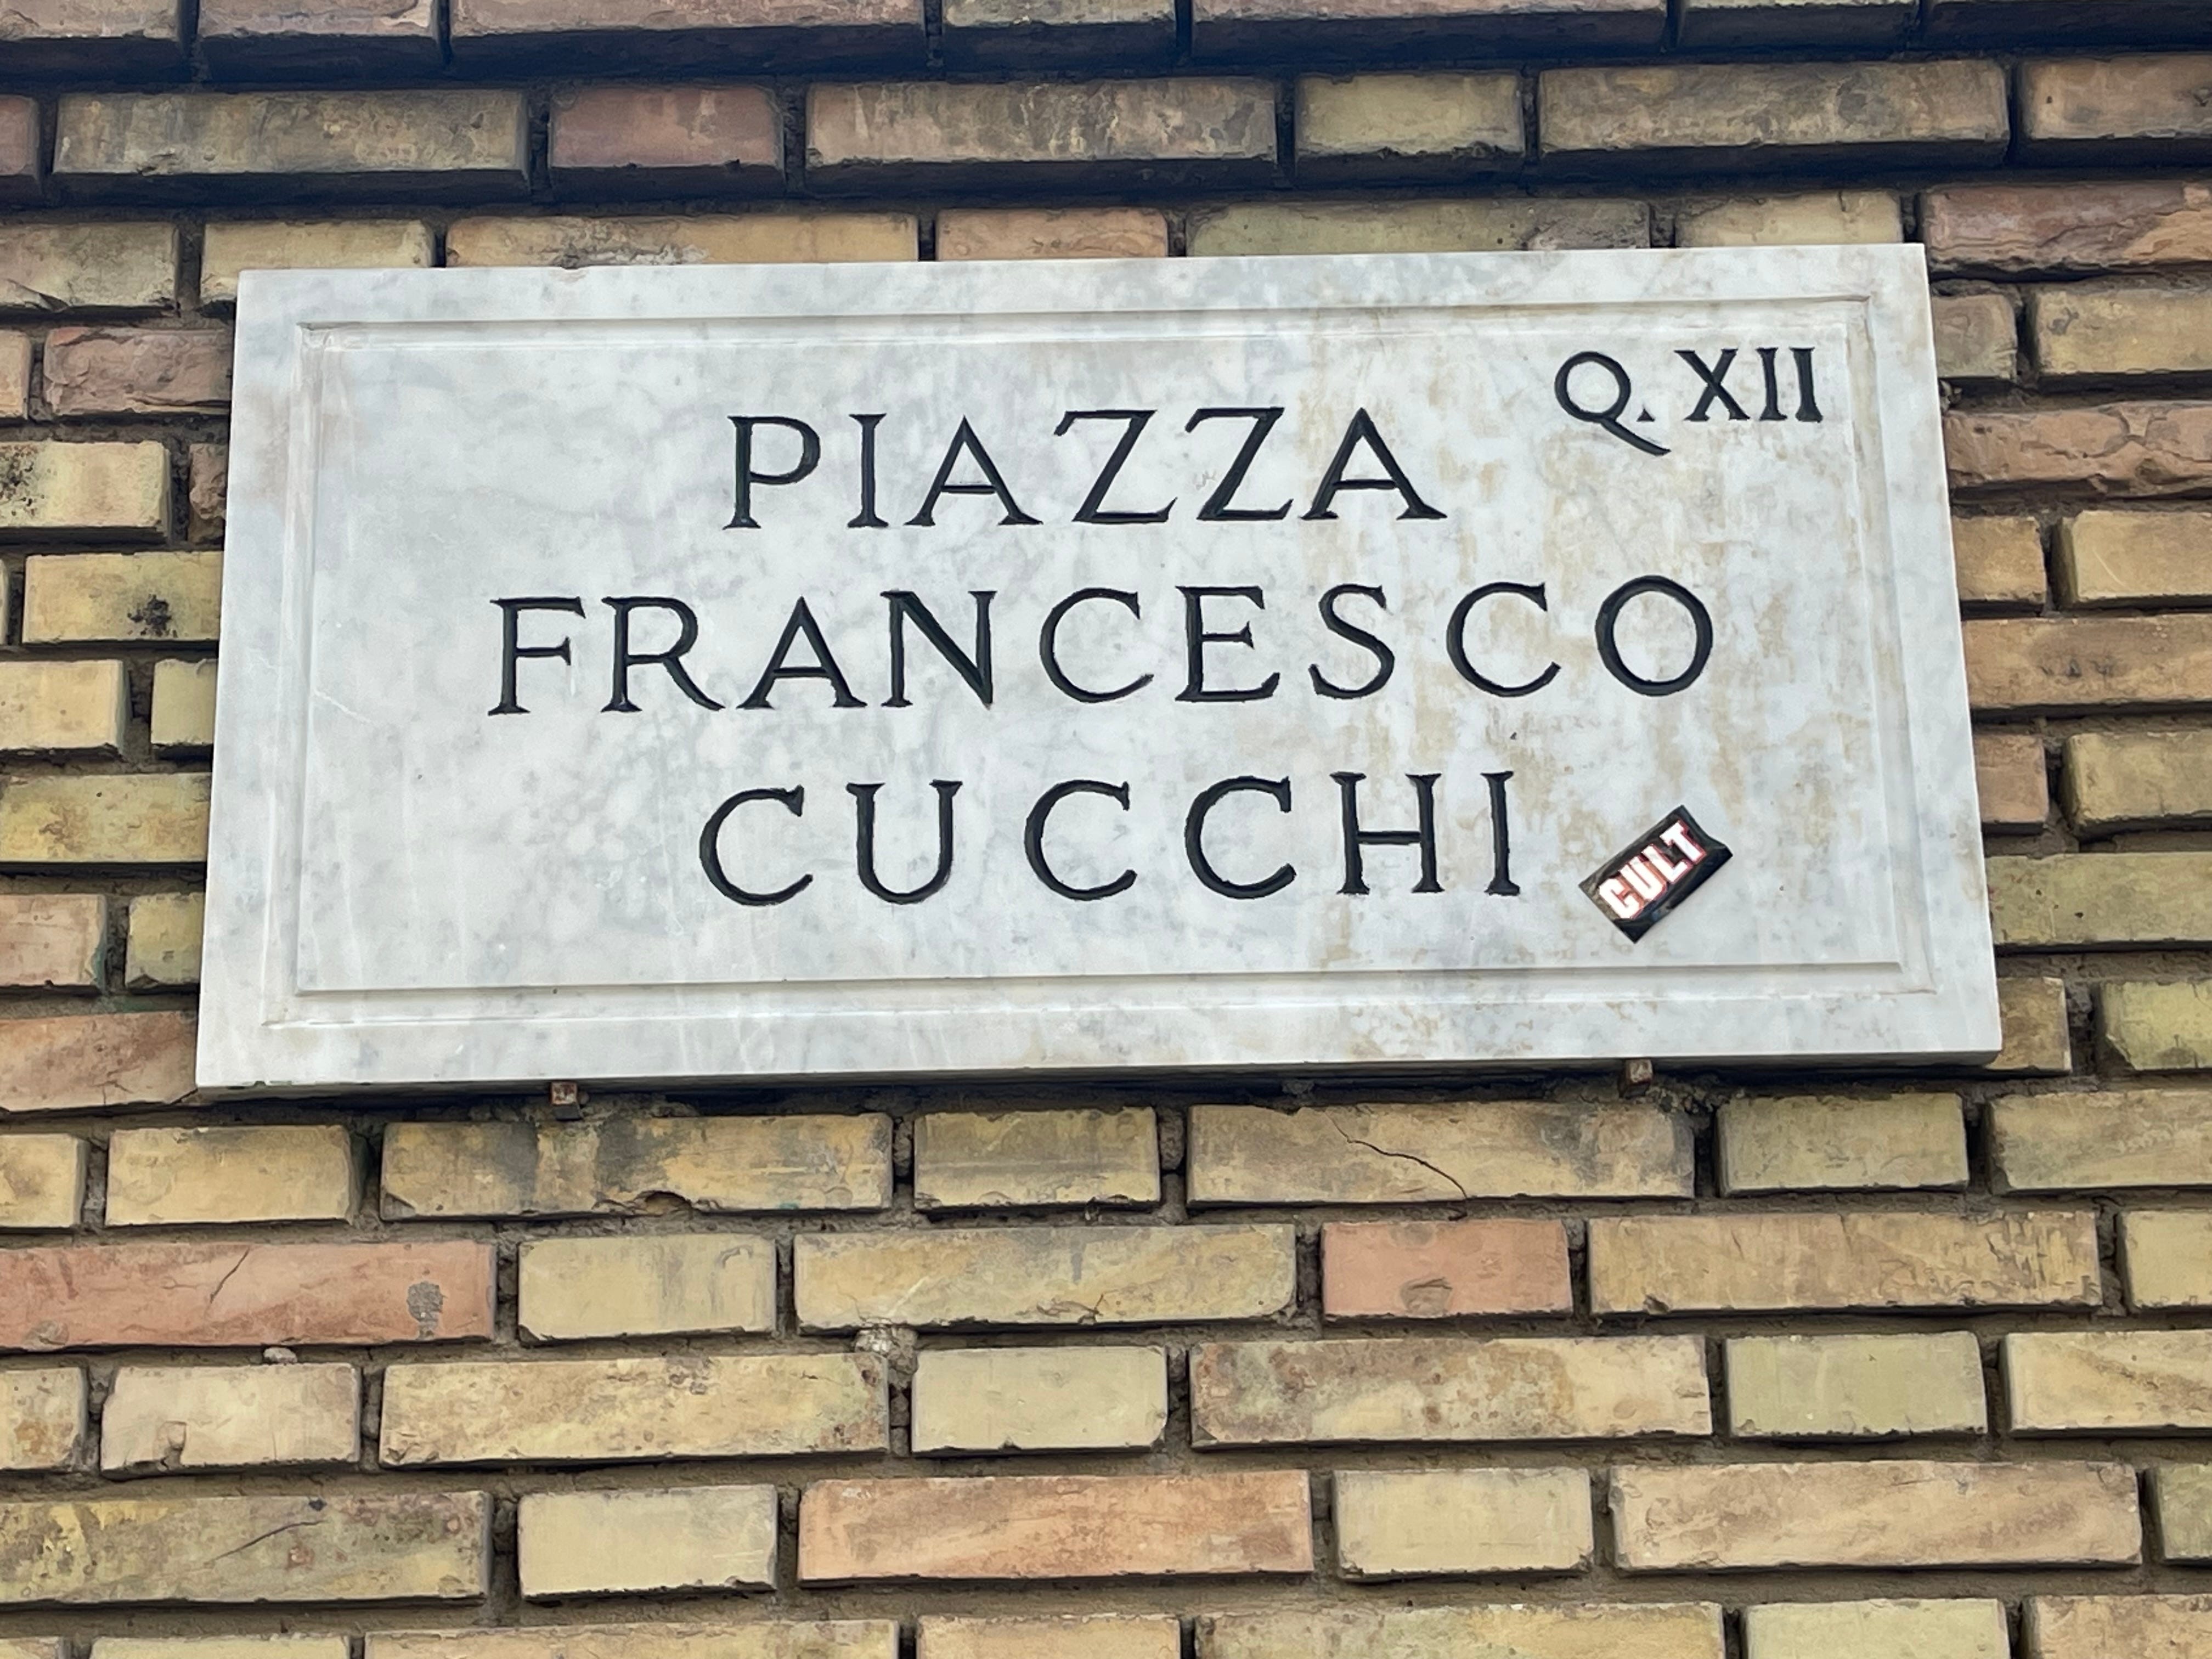 Q. XII
PIAZZA
FRANCESCO
CUCCHI
CULT